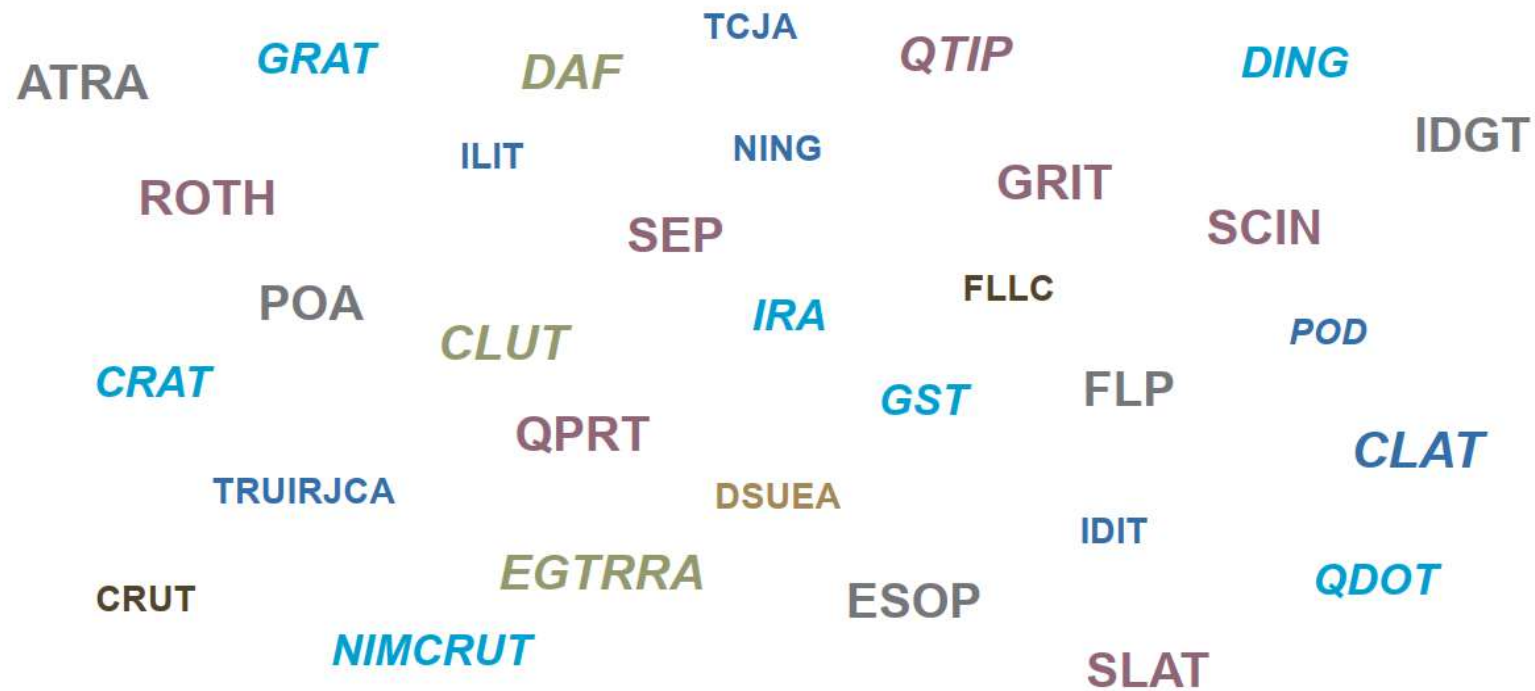 TCJA
GRAT
DAF
QTIP
DING
ATRA
IDGT
ILIT
NING
ROTH
GRIT
SEP
SCIN
POA
FLLC
IRA
POD
CLUT
CRAT
GST
FLP
QPRT
CLAT
TRUIRJCA
DSUEA
IDIT
EGTRRA
QDOT
CRUT
ESOP
NIMCRUT
SLAT